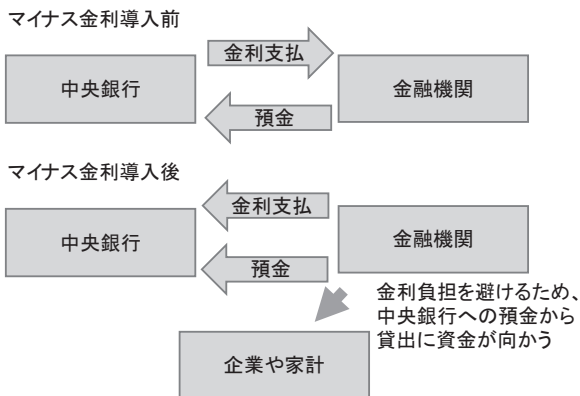 マイナス金利導入前
金利支払
中央銀行
金融機関
預金
マイナス金利導入後
金利支払
中央銀行
金融機関
預金
金利負担を避けるため、
中央銀行への預金から
貸出に資金が向かう
企業や家計